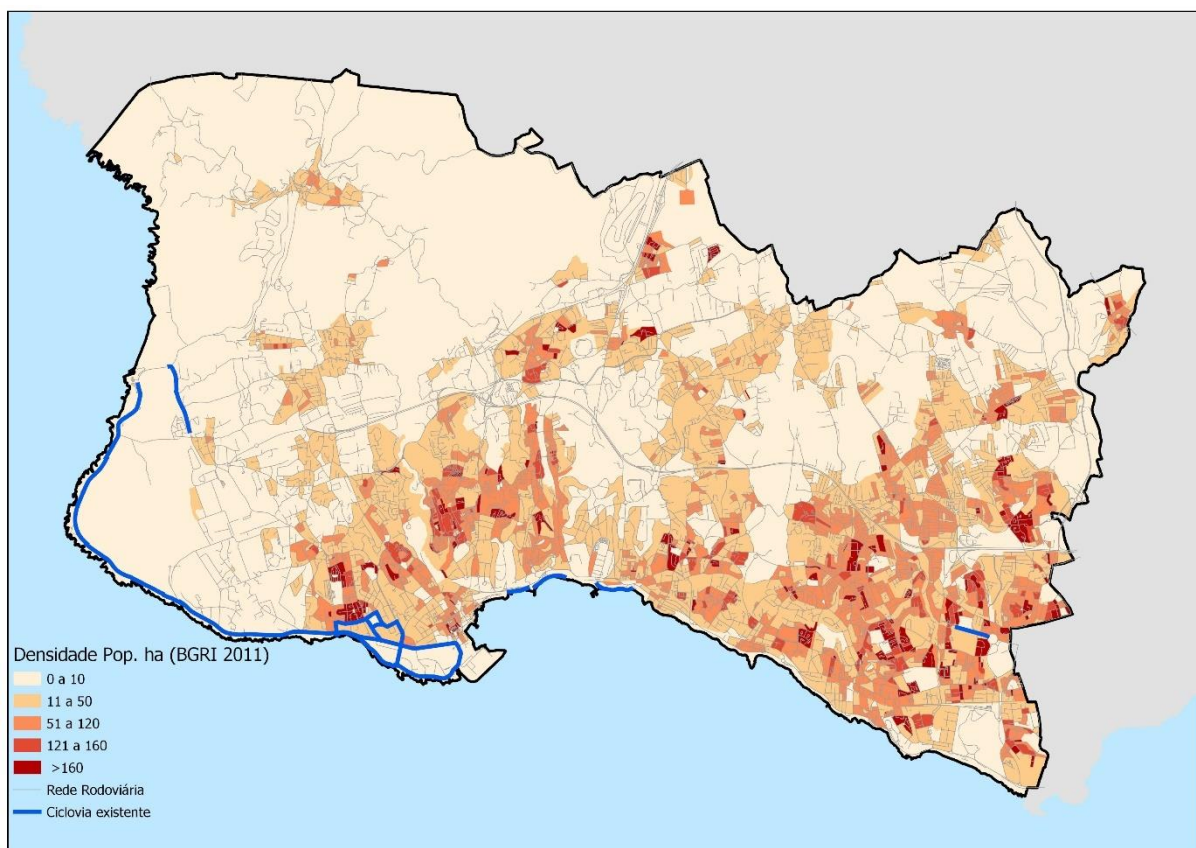 Densidade Pop. ha (BGRI 2011)
0 a 10
11 a 50
51 a 120
121 a 160
>160
Rede Rodoviária
Ciclovia existente